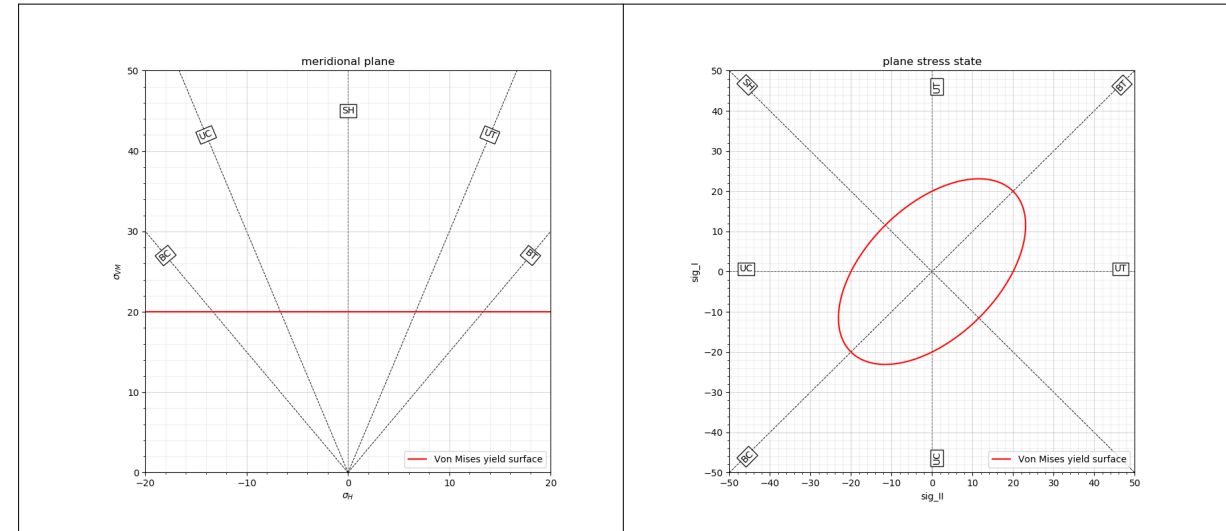 meridional plane
50
40
30
20
10
0
−20
−10
0
10
20
σ_VM
σ_H
UC
SH
UT
BC
BT
Von Mises yield surface
plane stress state
50
40
30
20
10
0
−10
−20
−30
−40
−50
−50
−40
−30
−20
−10
0
10
20
30
40
50
sig_I
sig_II
SH
UT
BT
UC
UT
BC
UC
Von Mises yield surface